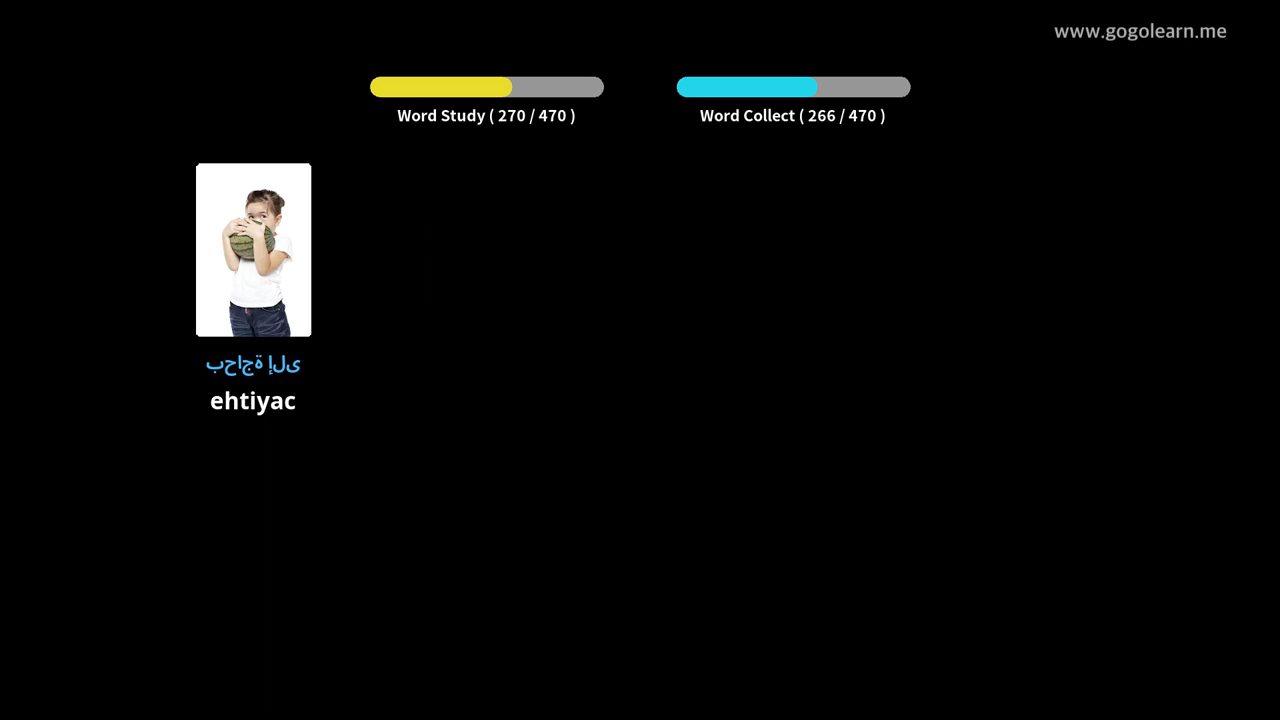 www.gogolearn.me
Word Study ( 270 / 470 )
Word Collect ( 266 / 470 )
بحاجة إلى
ehtiyac